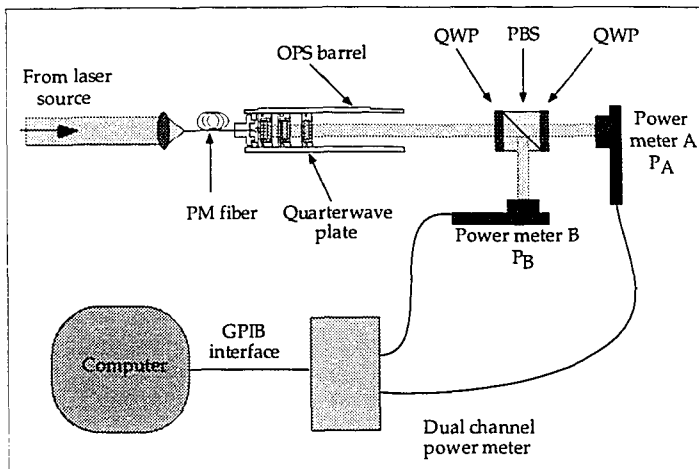 QWP
PBS
QWP
OPS barrel
From laser
source
Power
meter A
PA
PM fiber
Quarterwave
plate
Power meter B
PB
GPIB
interface
Computer
Dual channel
power meter